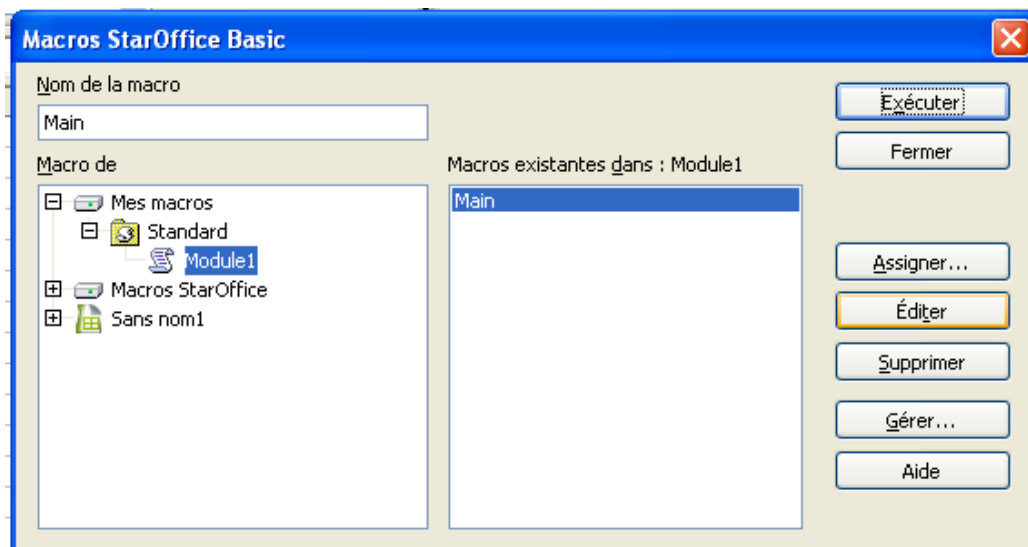 Macros StarOffice Basic
Nom de la macro
Main
Macro de
Mes macros
Standard
Module1
Macros StarOffice
Sans nom1
Macros existantes dans : Module1
Main
Exécuter
Fermer
Assigner...
Éditer
Supprimer
Gérer...
Aide